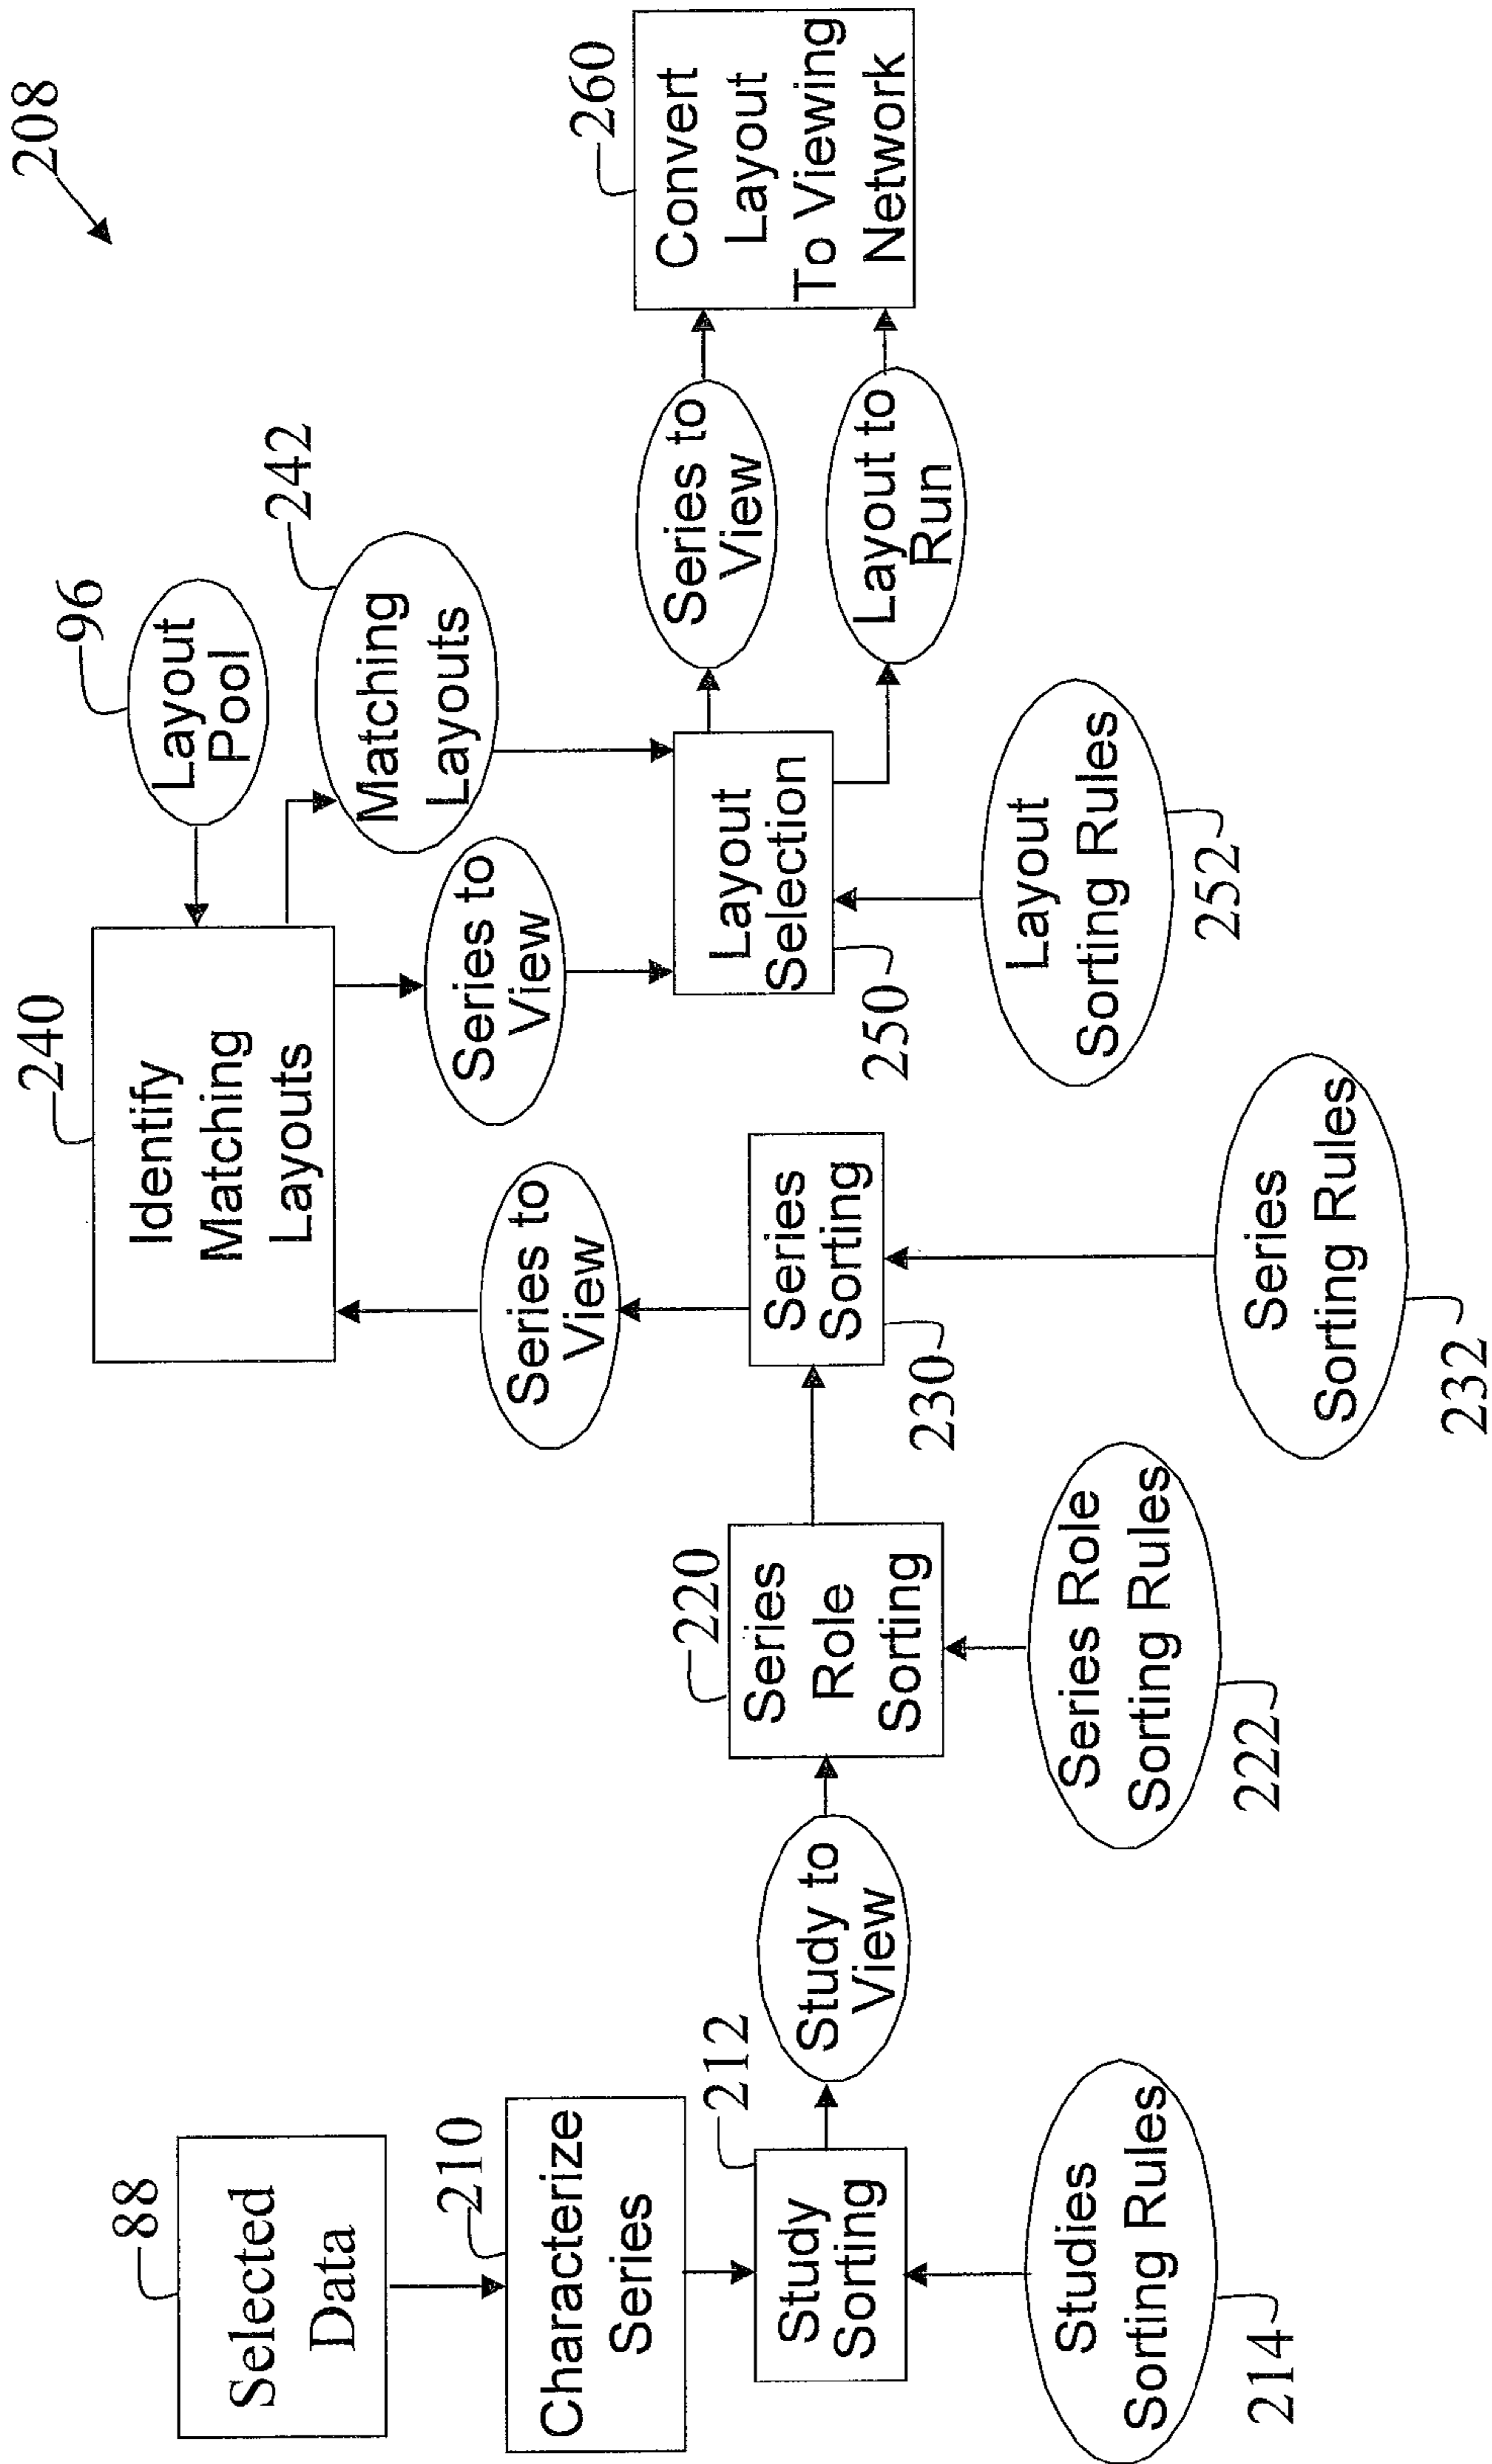 208
88
Selected
Data
210
Characterize
Series
212
Study
Sorting
Studies
Sorting Rules
214
Study to
View
220
Series
Role
Sorting
Series Role
Sorting Rules
222
Series
Sorting
230
Series
Sorting Rules
232
Series to
View
240
Identify
Matching
Layouts
96
Layout
Pool
242
Matching
Layouts
Series to
View
Layout
Selection
250
Layout
Sorting Rules
252
Series to
View
Layout to
Run
260
Convert
Layout
To Viewing
Network